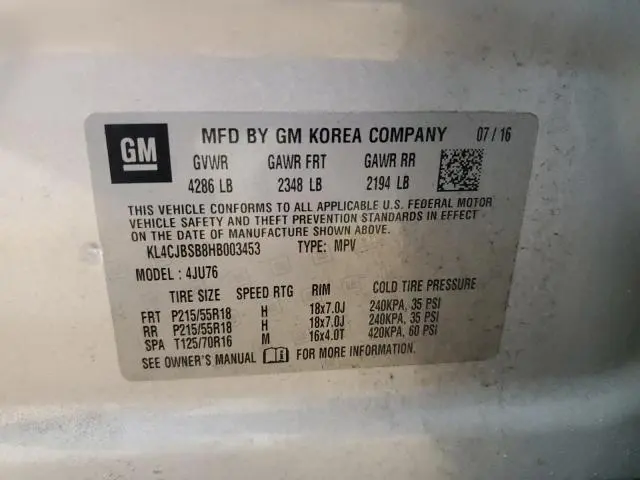 GM
MFD BY GM KOREA COMPANY 07/16
GVWR GAWR FRT GAWR RR
4286 LB 2348 LB 2194 LB
THIS VEHICLE CONFORMS TO ALL APPLICABLE U.S. FEDERAL MOTOR
VEHICLE SAFETY AND THEFT PREVENTION STANDARDS IN EFFECT
ON THE DATE OF MANUFACTURE SHOWN ABOVE.
KL4CJBSB8HB003453 TYPE: MPV
MODEL: 4JU76
TIRE SIZE SPEED RTG RIM COLD TIRE PRESSURE
FRT P215/55R18 H 18x7.0J 240KPA, 35 PSI
RR P215/55R18 H 18x7.0J 240KPA, 35 PSI
SPA T125/70R16 M 16x4.0T 420KPA, 60 PSI
SEE OWNER'S MANUAL FOR MORE INFORMATION.